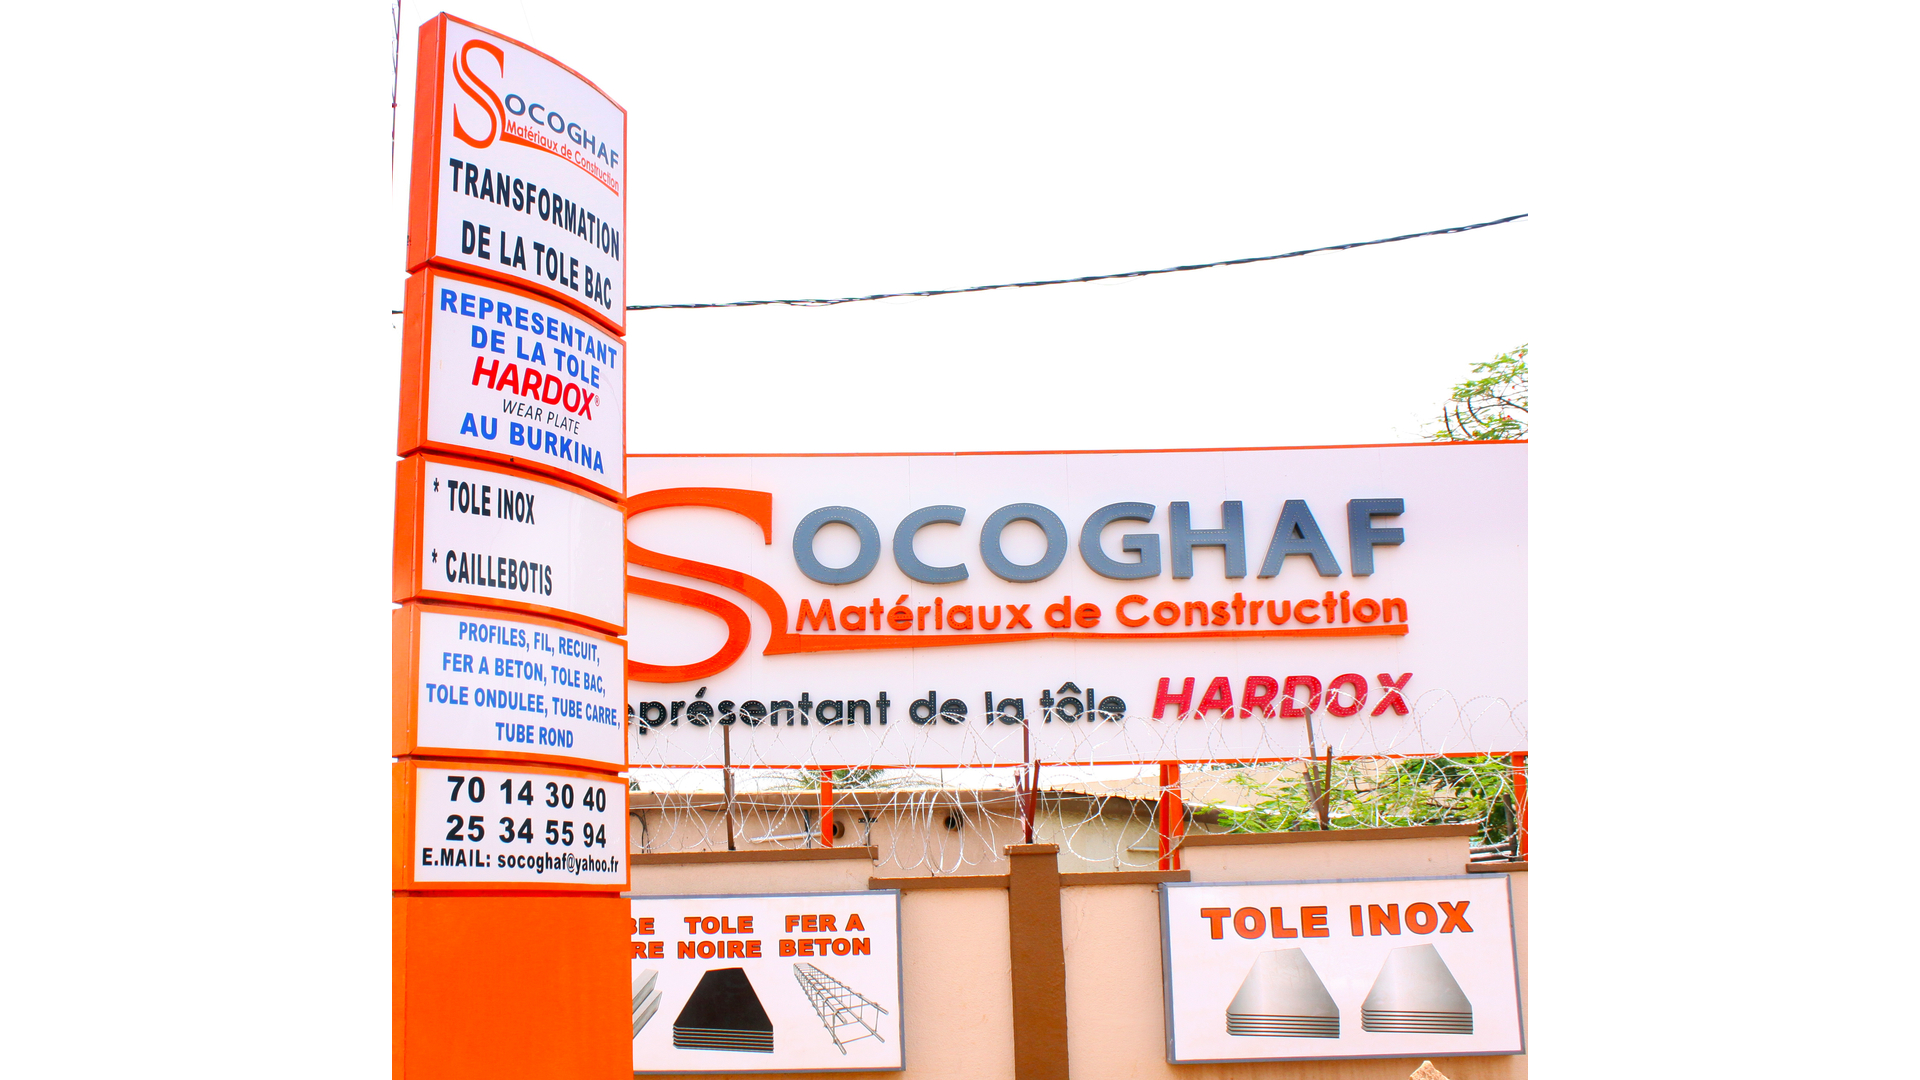 SOCOGHAF
Matériaux de Construction
TRANSFORMATION
DE LA TOLE BAC
REPRESENTANT
DE LA TOLE
HARDOX®
WEAR PLATE
AU BURKINA
* TOLE INOX
* CAILLEBOTIS
PROFILES, FIL, RECUIT,
FER A BETON, TOLE BAC,
TOLE ONDULEE, TUBE CARRE,
TUBE ROND
70 14 30 40
25 34 55 94
E.MAIL: socoghaf@yahoo.fr
SOCOGHAF
Matériaux de Construction
eprésentant de la tôle HARDOX
BE TOLE FER A
RE NOIRE BETON
TOLE INOX